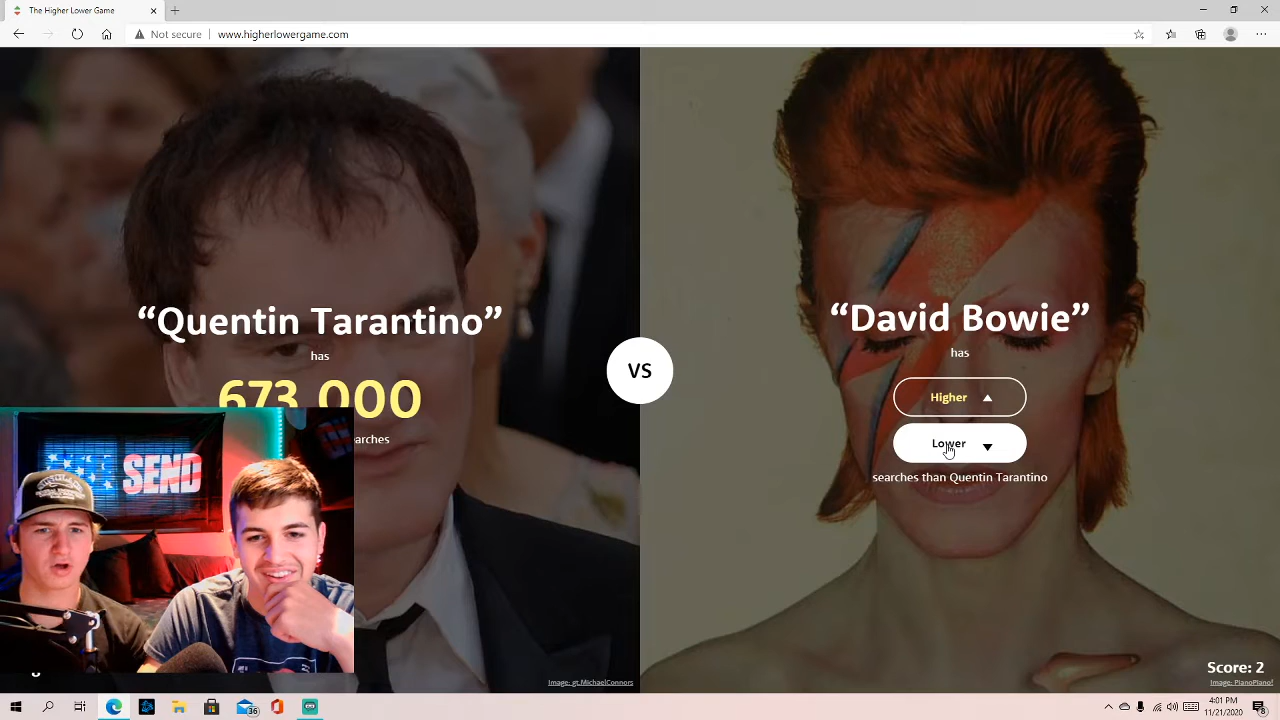 The Higher Lower Game
Not secure
www.higherlowergame.com
“Quentin Tarantino”
has
673,000
“David Bowie”
has
Higher
Lower
searches than Quentin Tarantino
VS
SEND
Score: 2
Image: gt.MichaelConnors
Image: PianoPiano!
36
4:01 PM
11/21/2020